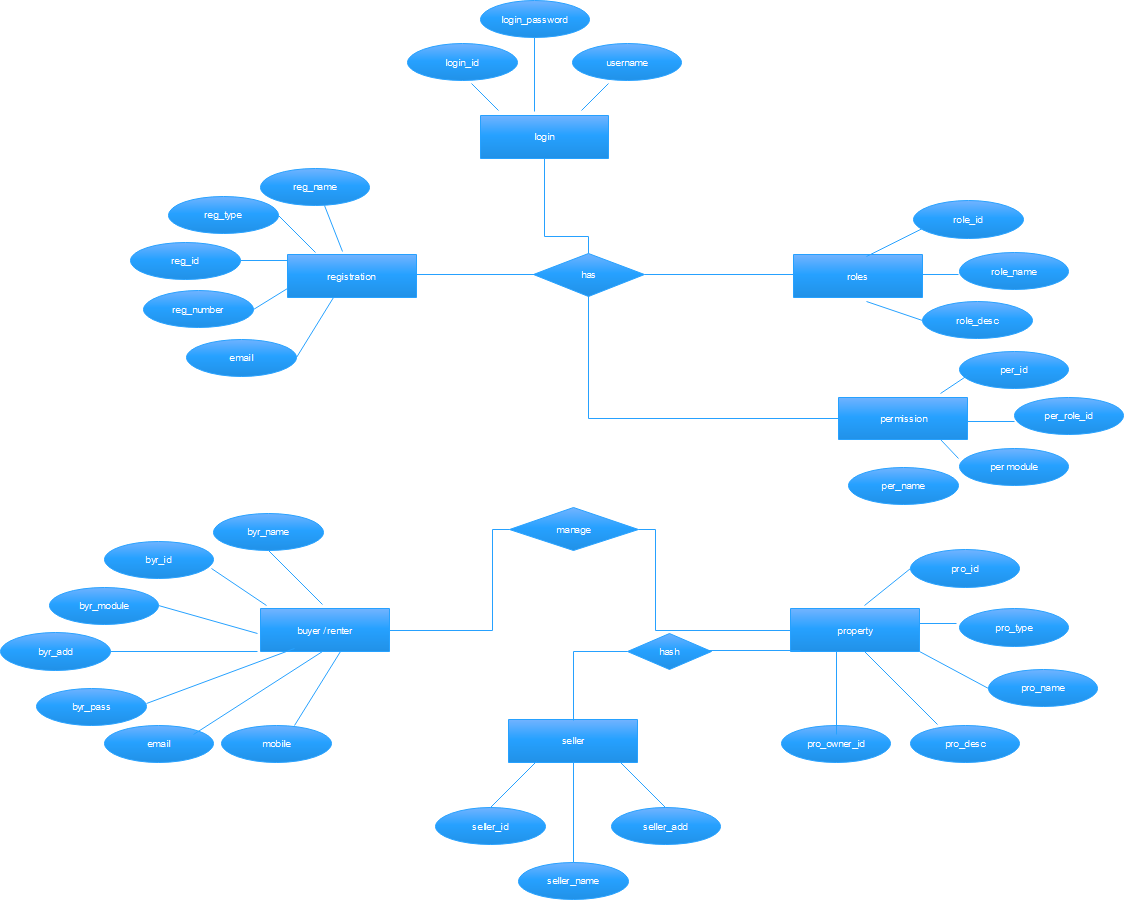 login_password
login_id
username
login
reg_name
reg_type
role_id
reg_id
role_name
registration
has
roles
reg_number
role_desc
email
per_id
per_role_id
permission
per module
per_name
byr_name
manage
byr_id
pro_id
byr_module
pro_type
buyer / renter
property
byr_add
hash
pro_name
byr_pass
seller
email
mobile
pro_owner_id
pro_desc
seller_id
seller_add
seller_name